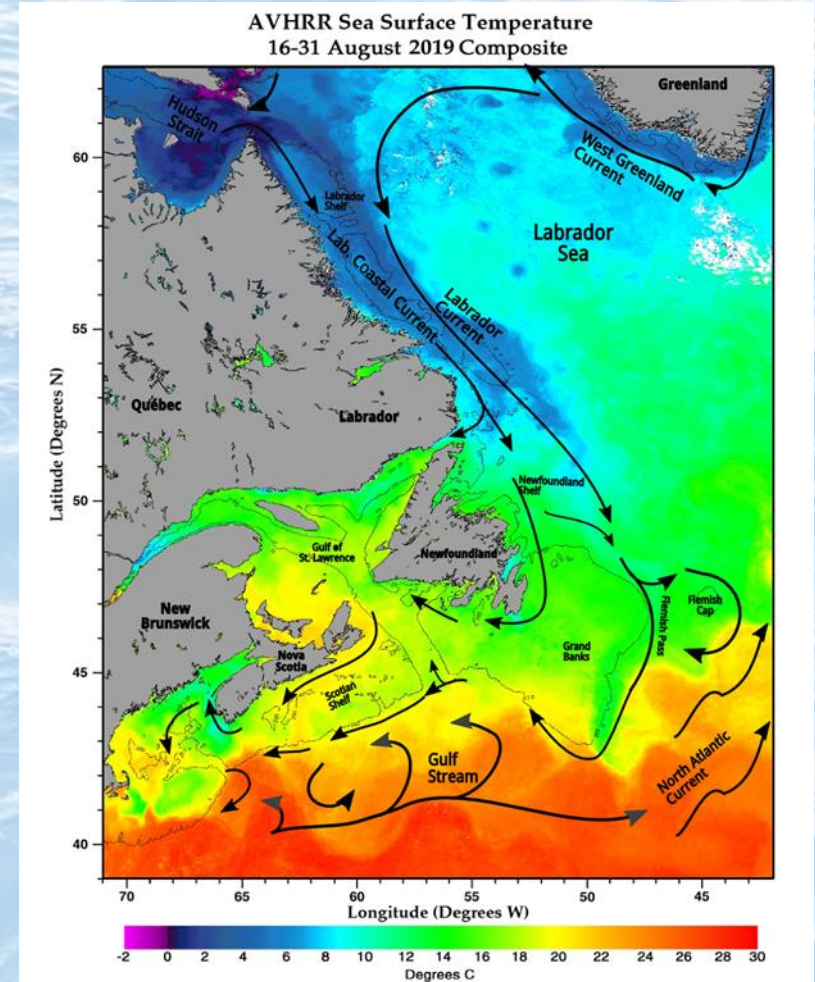 AVHRR Sea Surface Temperature
16-31 August 2019 Composite
Greenland
Hudson
Strait
West Greenland
Current
60
Labrador
Shelf
Labrador
Sea
Lab. Coastal Current
Labrador
Current
55
Québec
Labrador
Latitude (Degrees N)
50
Newfoundland
Shelf
Gulf of
St. Lawrence
Newfoundland
New
Brunswick
Flemish
Cap
Flemish Pass
Nova
Scotia
Grand
Banks
45
Scotian
Shelf
Gulf
Stream
North Atlantic
Current
40
70 65 60 55 50 45
Longitude (Degrees W)
-2 0 2 4 6 8 10 12 14 16 18 20 22 24 26 28 30
Degrees C